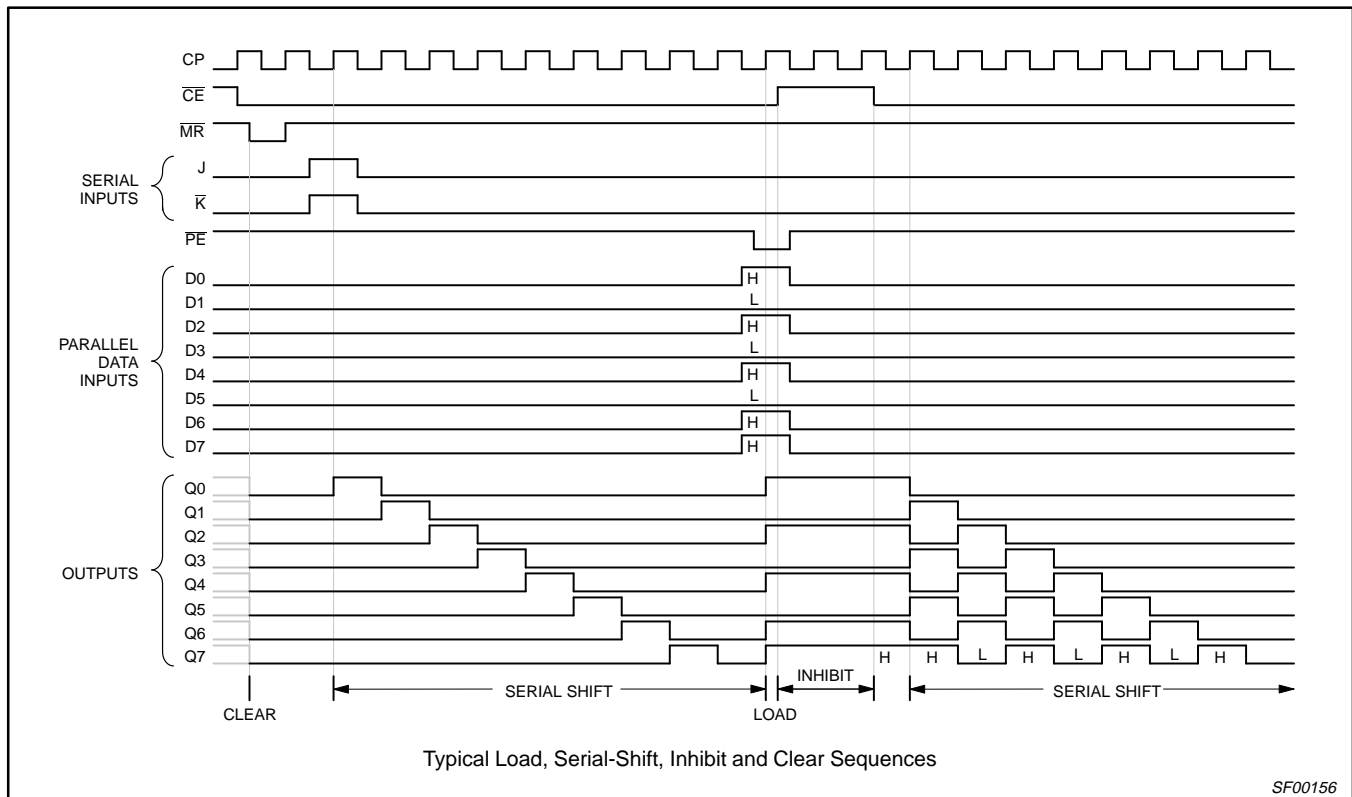 CP
CE
MR
SERIAL
INPUTS
J
K
PE
PARALLEL
DATA
INPUTS
D0 H
D1 L
D2 H
D3 L
D4 H
D5 L
D6 H
D7 H
OUTPUTS
Q0
Q1
Q2
Q3
Q4
Q5
Q6
Q7 H H L H L H L H
SERIAL SHIFT INHIBIT SERIAL SHIFT
CLEAR LOAD
Typical Load, Serial-Shift, Inhibit and Clear Sequences
SF00156